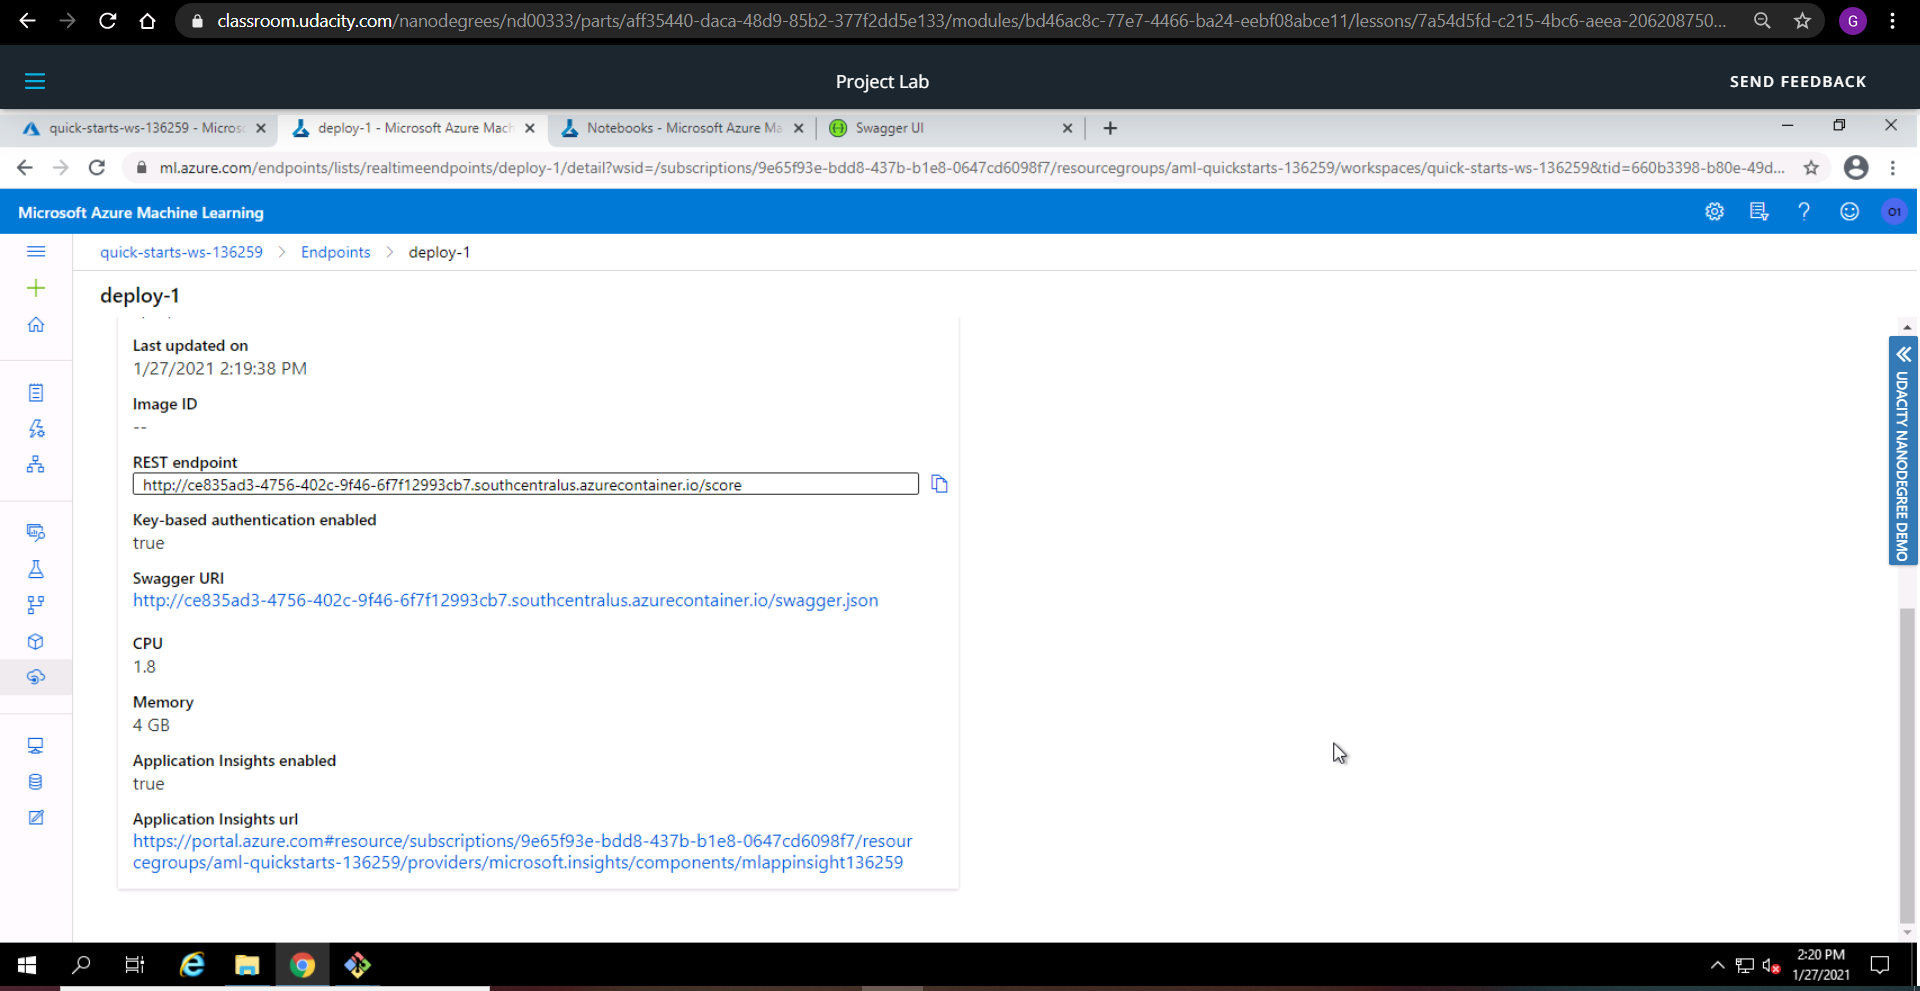 classroom.udacity.com/nanodegrees/nd00333/parts/aff35440-daca-48d9-85b2-377f2dd5e133/modules/bd46ac8c-77e7-4466-ba24-eebf08abce11/lessons/7a54d5fd-c215-4bc6-aeea-206208750...
G
Project Lab
SEND FEEDBACK
quick-starts-ws-136259 - Micros
deploy-1 - Microsoft Azure Mach
Notebooks - Microsoft Azure Ma
Swagger UI
ml.azure.com/endpoints/lists/realtimeendpoints/deploy-1/detail?wsid=/subscriptions/9e65f93e-bdd8-437b-b1e8-0647cd6098f7/resourcegroups/aml-quickstarts-136259/workspaces/quick-starts-ws-136259&tid=660b3398-b80e-49d...
Microsoft Azure Machine Learning
O1
quick-starts-ws-136259 > Endpoints > deploy-1
deploy-1
Last updated on
1/27/2021 2:19:38 PM
Image ID
--
REST endpoint
http://ce835ad3-4756-402c-9f46-6f7f12993cb7.southcentralus.azurecontainer.io/score
Key-based authentication enabled
true
Swagger URI
http://ce835ad3-4756-402c-9f46-6f7f12993cb7.southcentralus.azurecontainer.io/swagger.json
CPU
1.8
Memory
4 GB
Application Insights enabled
true
Application Insights url
https://portal.azure.com#resource/subscriptions/9e65f93e-bdd8-437b-b1e8-0647cd6098f7/resour
cegroups/aml-quickstarts-136259/providers/microsoft.insights/components/mlappinsight136259
UDACITY NANODEGREE DEMO
2:20 PM
1/27/2021